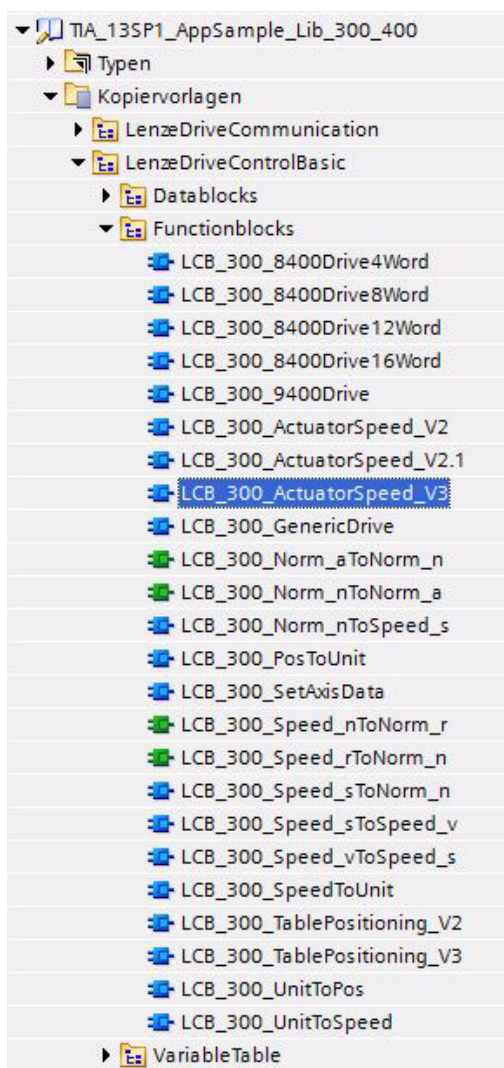 TIA_13SP1_AppSample_Lib_300_400
Typen
Kopiervorlagen
LenzeDriveCommunication
LenzeDriveControlBasic
Datablocks
Functionblocks
LCB_300_8400Drive4Word
LCB_300_8400Drive8Word
LCB_300_8400Drive12Word
LCB_300_8400Drive16Word
LCB_300_9400Drive
LCB_300_ActuatorSpeed_V2
LCB_300_ActuatorSpeed_V2.1
LCB_300_ActuatorSpeed_V3
LCB_300_GenericDrive
LCB_300_Norm_aToNorm_n
LCB_300_Norm_nToNorm_a
LCB_300_Norm_nToSpeed_s
LCB_300_PosToUnit
LCB_300_SetAxisData
LCB_300_Speed_nToNorm_r
LCB_300_Speed_rToNorm_n
LCB_300_Speed_sToNorm_n
LCB_300_Speed_sToSpeed_v
LCB_300_Speed_vToSpeed_s
LCB_300_SpeedToUnit
LCB_300_TablePositioning_V2
LCB_300_TablePositioning_V3
LCB_300_UnitToPos
LCB_300_UnitToSpeed
VariableTable